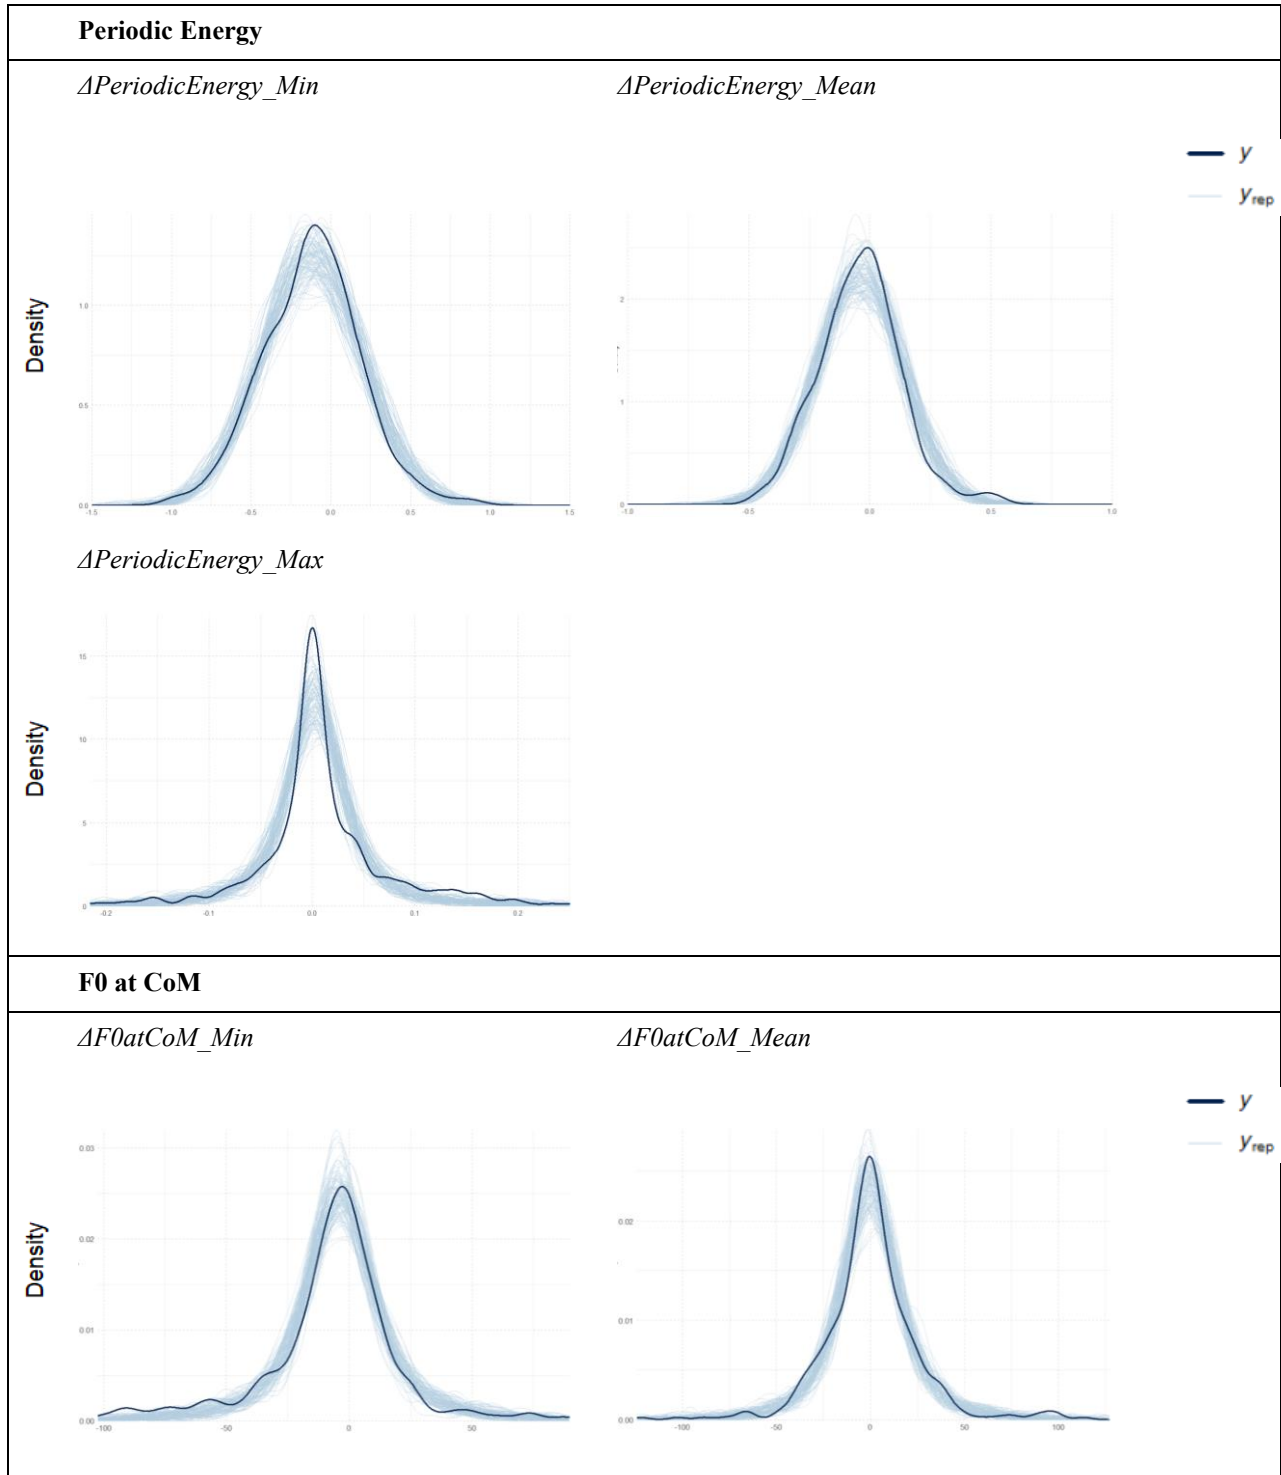 Periodic Energy
ΔPeriodicEnergy_Min ΔPeriodicEnergy_Mean
y
y rep
Density
1.0
0.5
0.0
-1.5 -1.0 -0.5 0.0 0.5 1.0 1.5
2
1
0
-1.0 -0.5 0.0 0.5 1.0
ΔPeriodicEnergy_Max
Density
15
10
5
0
-0.2 -0.1 0.0 0.1 0.2
F0 at CoM
ΔF0atCoM_Min ΔF0atCoM_Mean
y
y rep
Density
0.03
0.02
0.01
0.00
-100 -50 0 50
0.02
0.01
0.00
-100 -50 0 50 100